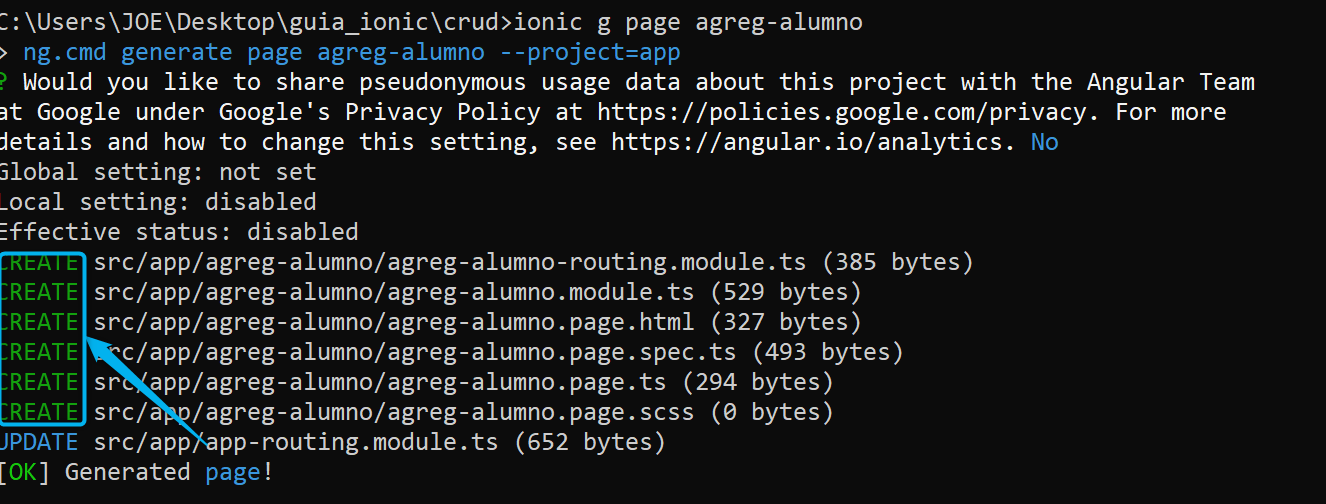 C:\Users\JOE\Desktop\guia_ionic\crud>ionic g page agreg-alumno
> ng.cmd generate page agreg-alumno --project=app
? Would you like to share pseudonymous usage data about this project with the Angular Team
at Google under Google's Privacy Policy at https://policies.google.com/privacy. For more
details and how to change this setting, see https://angular.io/analytics. No
Global setting: not set
Local setting: disabled
Effective status: disabled
CREATE src/app/agreg-alumno/agreg-alumno-routing.module.ts (385 bytes)
CREATE src/app/agreg-alumno/agreg-alumno.module.ts (529 bytes)
CREATE src/app/agreg-alumno/agreg-alumno.page.html (327 bytes)
CREATE src/app/agreg-alumno/agreg-alumno.page.spec.ts (493 bytes)
CREATE src/app/agreg-alumno/agreg-alumno.page.ts (294 bytes)
CREATE src/app/agreg-alumno/agreg-alumno.page.scss (0 bytes)
UPDATE src/app/app-routing.module.ts (652 bytes)
[OK] Generated page!